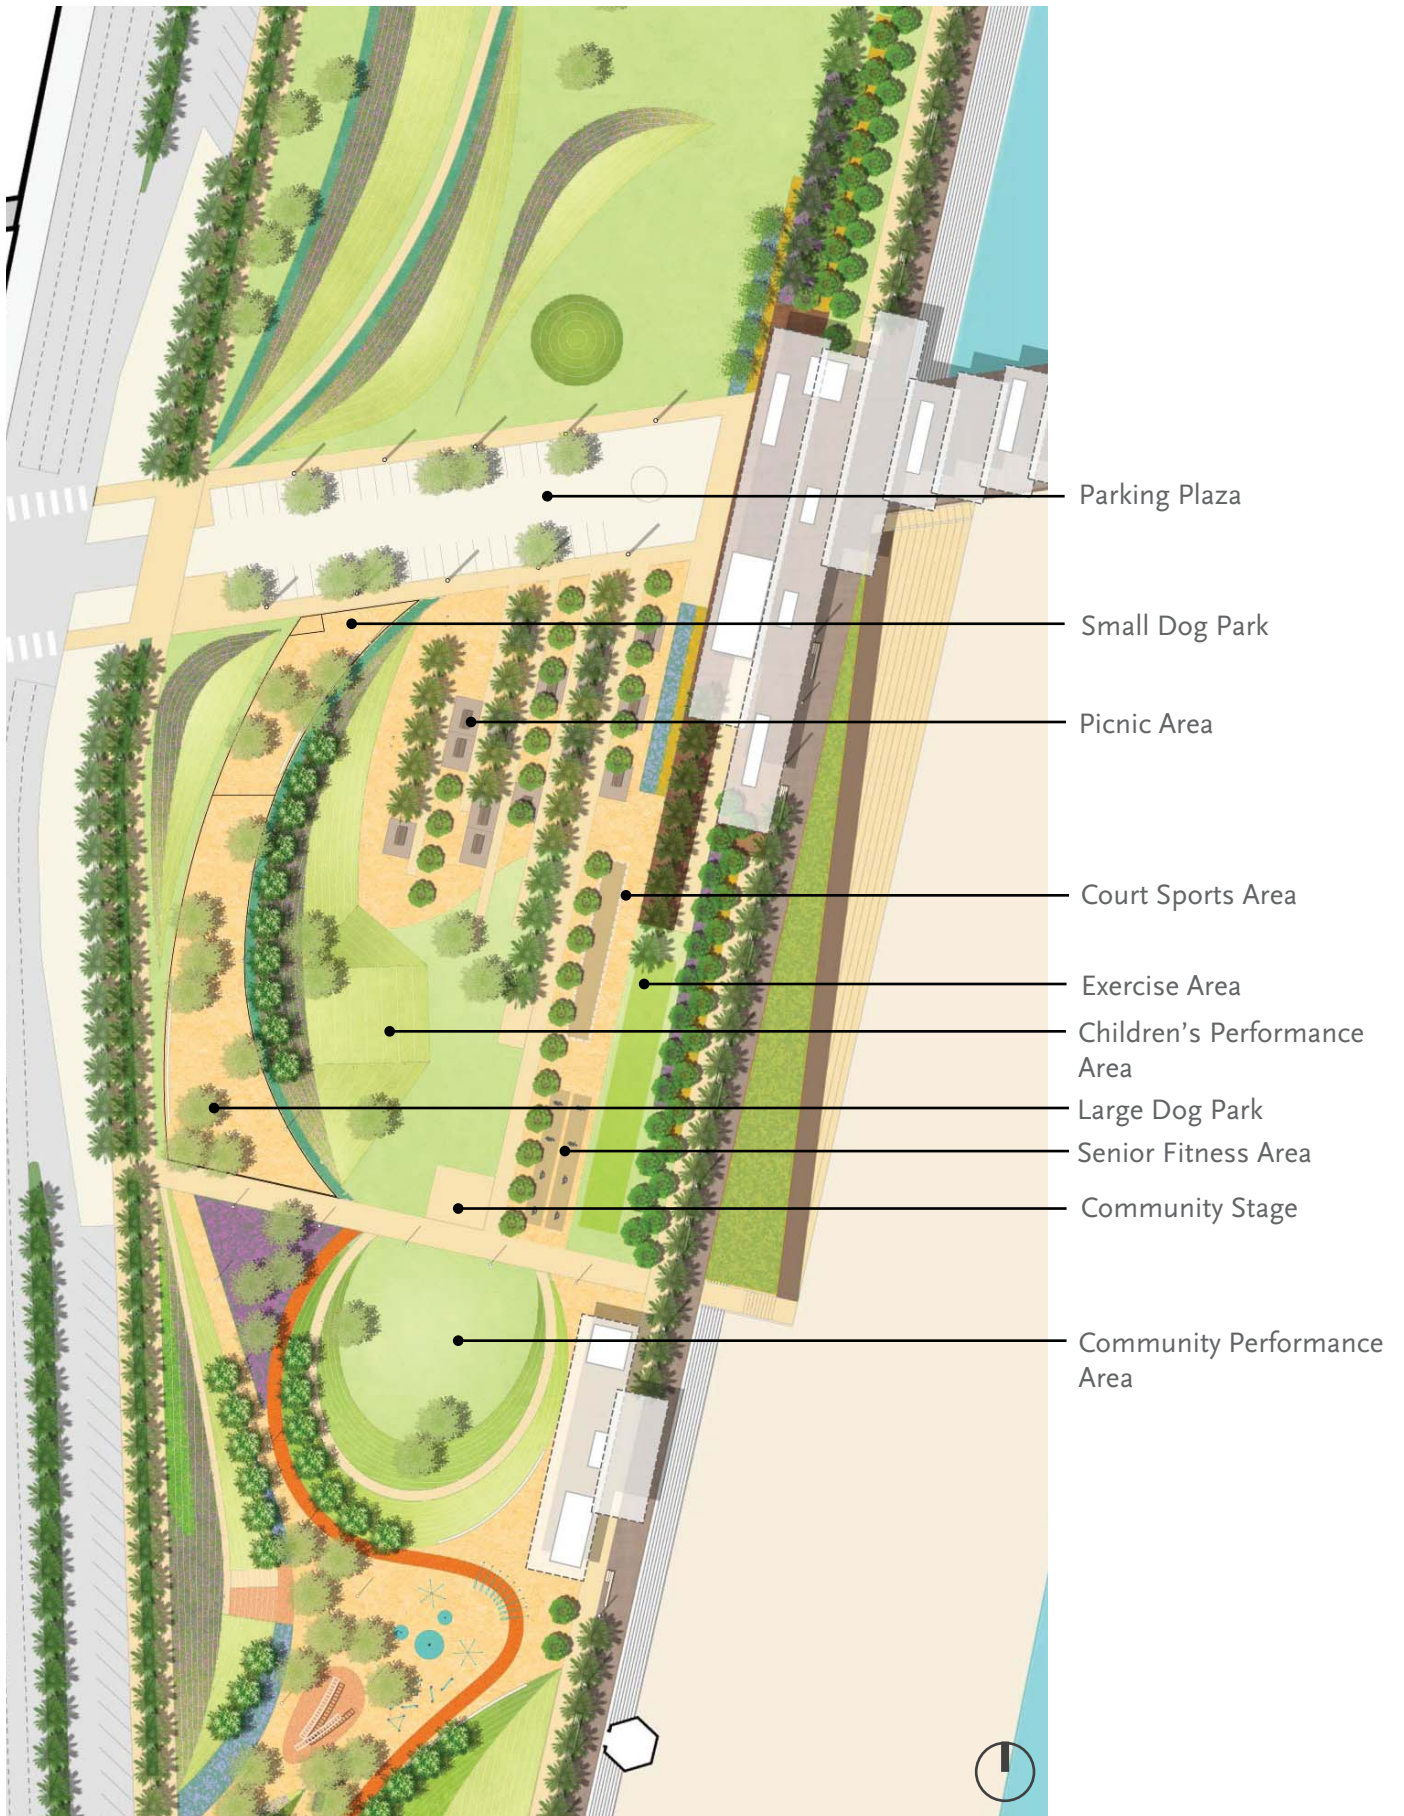 Parking Plaza
Small Dog Park
Picnic Area
Court Sports Area
Exercise Area
Children’s Performance
Area
Large Dog Park
Senior Fitness Area
Community Stage
Community Performance
Area